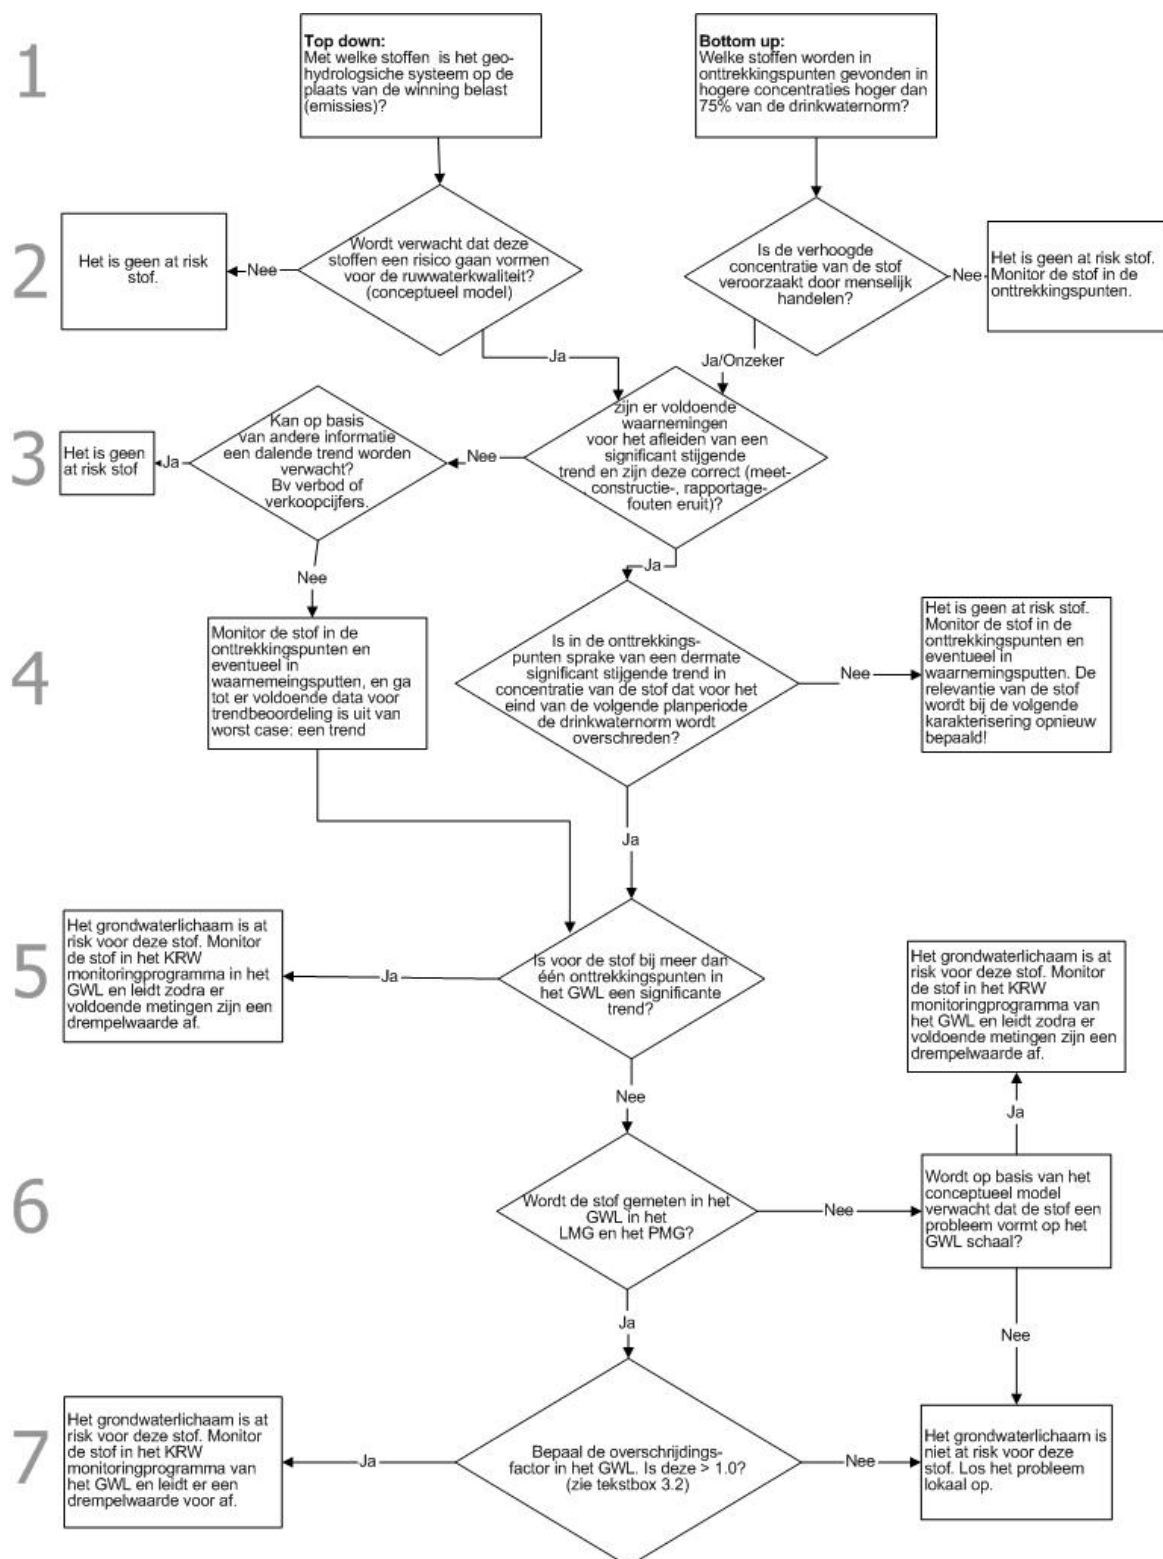 1
Top down:
Met welke stoffen is het geo-
hydrologsiche systeem op de
plaats van de winning belast
(emissies)?
Bottom up:
Welke stoffen worden in
onttrekkingspunten gevonden in
hogere concentraties hoger dan
75% van de drinkwaternorm?
2
Het is geen at risk
stof.
Nee
Wordt verwacht dat deze
stoffen een risico gaan vormen
voor de ruwwaterkwaliteit?
(conceptueel model)
Is de verhoogde
concentratie van de stof
veroorzaakt door menselijk
handelen?
Nee
Het is geen at risk stof.
Monitor de stof in de
onttrekkingspunten.
Ja
Ja/Onzeker
3
Het is geen
at risk stof
Ja
Kan op basis
van andere informatie
een dalende trend worden
verwacht?
Bv verbod of
verkoopcijfers.
Nee
zijn er voldoende
waarnemingen
voor het afleiden van een
significant stijgende
trend en zijn deze correct (meet-
, constructie-, rapportage-
fouten eruit)?
Nee
Ja
4
Monitor de stof in de
onttrekkingspunten en
eventueel in
waarnemeingsputten, en ga
tot er voldoende data voor
trendbeoordeling is uit van
worst case: een trend
Is in de onttrekkings-
punten sprake van een dermate
significant stijgende trend in
concentratie van de stof dat voor het
eind van de volgende planperiode
de drinkwaternorm wordt
overschreden?
Nee
Het is geen at risk stof.
Monitor de stof in de
onttrekkingspunten en
eventueel in
waarnemingsputten. De
relevantie van de stof
wordt bij de volgende
karakterisering opnieuw
bepaald!
Ja
5
Het grondwaterlichaam is at
risk voor deze stof. Monitor
de stof in het KRW
monitoringprogramma in het
GWL en leidt zodra er
voldoende metingen zijn een
drempelwaarde af.
Ja
Is voor de stof bij meer dan
één onttrekkingspunten in
het GWL een significante
trend?
Het grondwaterlichaam is at
risk voor deze stof. Monitor
de stof in het KRW
monitoringprogramma van
het GWL en leidt zodra er
voldoende metingen zijn een
drempelwaarde af.
Nee
Ja
6
Wordt de stof gemeten in het
GWL in het
LMG en het PMG?
Nee
Wordt op basis van het
conceptueel model
verwacht dat de stof een
probleem vormt op het
GWL schaal?
Ja
Nee
7
Het grondwaterlichaam is at
risk voor deze stof. Monitor
de stof in het KRW
monitoringprogramma van
het GWL en leidt er een
drempelwaarde voor af.
Ja
Bepaal de overschrijdings-
factor in het GWL. Is deze > 1.0?
(zie tekstbox 3.2)
Nee
Het grondwaterlichaam is
niet at risk voor deze
stof. Los het probleem
lokaal op.